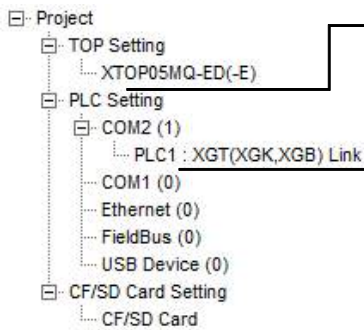 Project
TOP Setting
XTOP05MQ-ED(-E)
PLC Setting
COM2 (1)
PLC1 : XGT(XGK,XGB) Link
COM1 (0)
Ethernet (0)
FieldBus (0)
USB Device (0)
CF/SD Card Setting
CF/SD Card